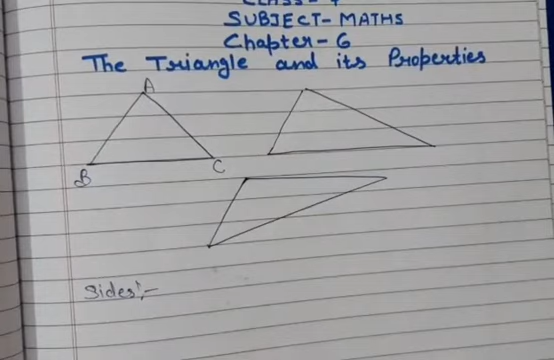 SUBJECT- MATHS
Chapter- 6
The Triangle and its Properties
A
B
C
Sides:-